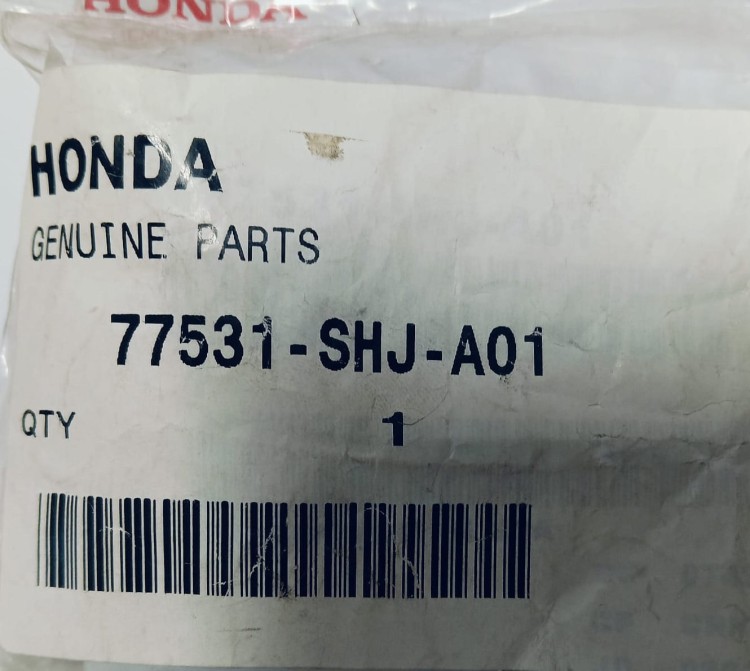 HONDA
HONDA
GENUINE PARTS
77531-SHJ-A01
QTY 1